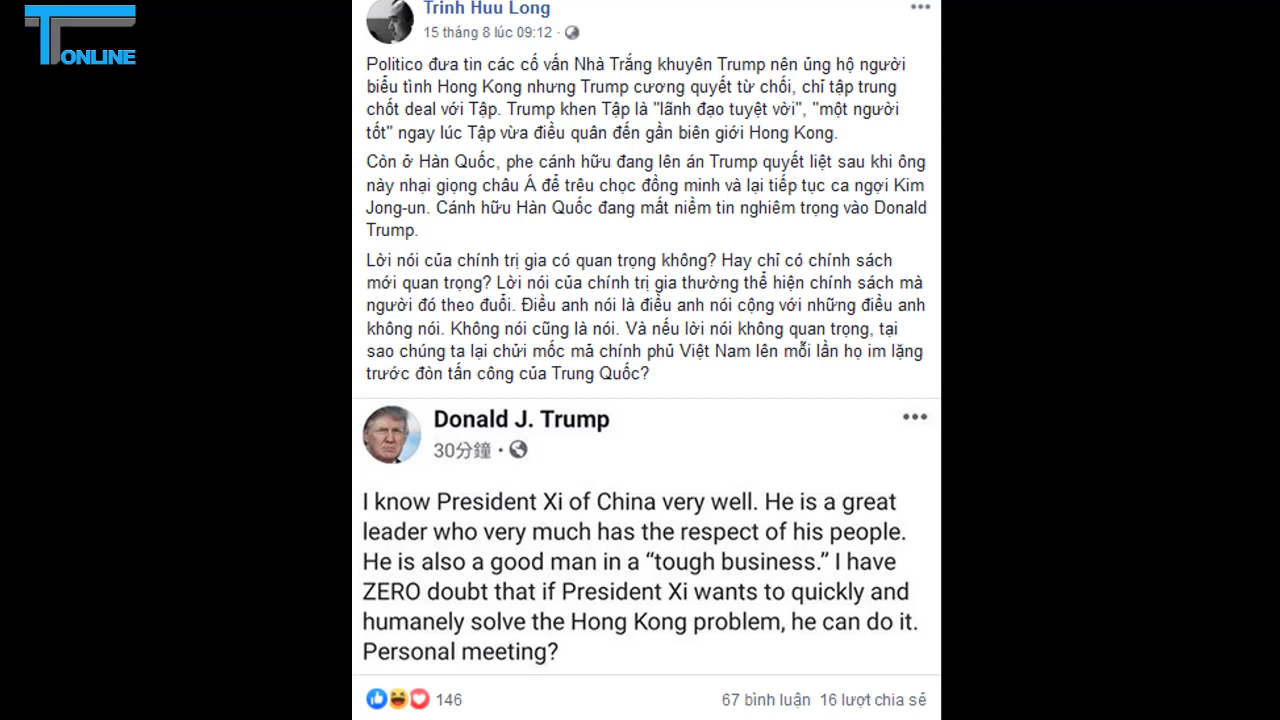 TT ONLINE
Trinh Huu Long
15 tháng 8 lúc 09:12 ·
Politico đưa tin các cố vấn Nhà Trắng khuyên Trump nên ủng hộ người
biểu tình Hong Kong nhưng Trump cương quyết từ chối, chỉ tập trung
chốt deal với Tập. Trump khen Tập là "lãnh đạo tuyệt vời", "một người
tốt" ngay lúc Tập vừa điều quân đến gần biên giới Hong Kong.
Còn ở Hàn Quốc, phe cánh hữu đang lên án Trump quyết liệt sau khi ông
này nhại giọng châu Á để trêu chọc đồng minh và lại tiếp tục ca ngợi Kim
Jong-un. Cánh hữu Hàn Quốc đang mất niềm tin nghiêm trọng vào Donald
Trump.
Lời nói của chính trị gia có quan trọng không? Hay chỉ có chính sách
mới quan trọng? Lời nói của chính trị gia thường thể hiện chính sách mà
người đó theo đuổi. Điều anh nói là điều anh nói cộng với những điều anh
không nói. Không nói cũng là nói. Và nếu lời nói không quan trọng, tại
sao chúng ta lại chửi mốc mả chính phủ Việt Nam lên mỗi lần họ im lặng
trước đòn tấn công của Trung Quốc?
Donald J. Trump
30分鐘 ·
I know President Xi of China very well. He is a great
leader who very much has the respect of his people.
He is also a good man in a “tough business.” I have
ZERO doubt that if President Xi wants to quickly and
humanely solve the Hong Kong problem, he can do it.
Personal meeting?
146
67 bình luận 16 lượt chia sẻ